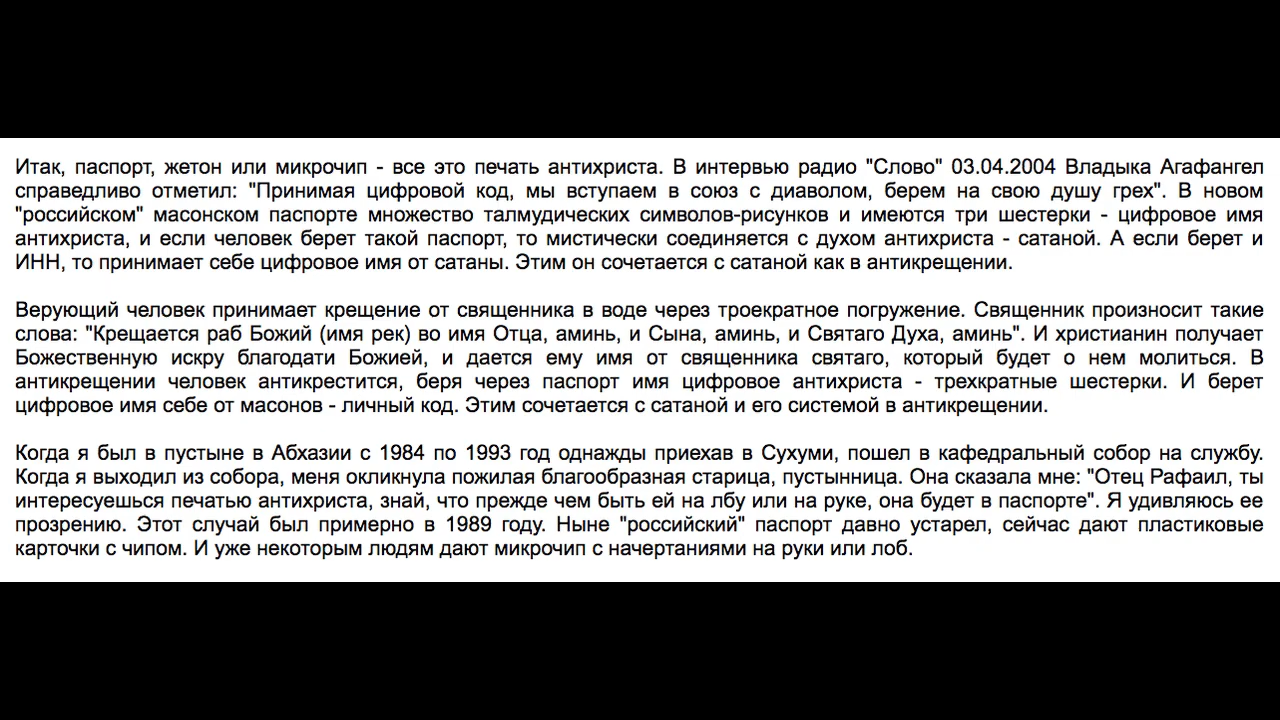 Итак, паспорт, жетон или микрочип - все это печать антихриста. В интервью радио "Слово" 03.04.2004 Владыка Агафангел
справедливо отметил: "Принимая цифровой код, мы вступаем в союз с диаволом, берем на свою душу грех". В новом
"российском" масонском паспорте множество талмудических символов-рисунков и имеются три шестерки - цифровое имя
антихриста, и если человек берет такой паспорт, то мистически соединяется с духом антихриста - сатаной. А если берет и
ИНН, то принимает себе цифровое имя от сатаны. Этим он сочетается с сатаной как в антикрещении.
Верующий человек принимает крещение от священника в воде через троекратное погружение. Священник произносит такие
слова: "Крещается раб Божий (имя рек) во имя Отца, аминь, и Сына, аминь, и Святаго Духа, аминь". И христианин получает
Божественную искру благодати Божией, и дается ему имя от священника святаго, который будет о нем молиться. В
антикрещении человек антикрестится, беря через паспорт имя цифровое антихриста - трехкратные шестерки. И берет
цифровое имя себе от масонов - личный код. Этим сочетается с сатаной и его системой в антикрещении.
Когда я был в пустыне в Абхазии с 1984 по 1993 год однажды приехав в Сухуми, пошел в кафедральный собор на службу.
Когда я выходил из собора, меня окликнула пожилая благообразная старица, пустынница. Она сказала мне: "Отец Рафаил, ты
интересуешься печатью антихриста, знай, что прежде чем быть ей на лбу или на руке, она будет в паспорте". Я удивляюсь ее
прозрению. Этот случай был примерно в 1989 году. Ныне "российский" паспорт давно устарел, сейчас дают пластиковые
карточки с чипом. И уже некоторым людям дают микрочип с начертаниями на руки или лоб.